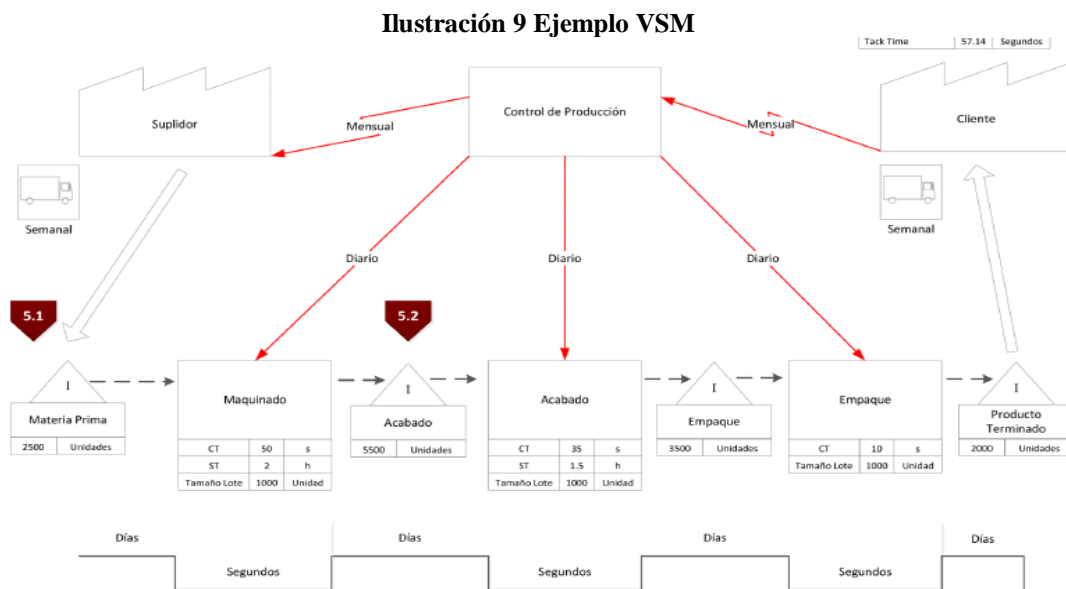 Ilustración 9 Ejemplo VSM
Tack Time 57.14 Segundos
Suplidor
Mensual
Control de Producción
Mensual
Cliente
Semanal
Semanal
Diario
Diario
Diario
5.1
5.2
I
Materia Prima
2500 Unidades
Maquinado
CT 50 s
ST 2 h
Tamaño Lote 1000 Unidad
I
Acabado
5500 Unidades
Acabado
CT 35 s
ST 1.5 h
Tamaño Lote 1000 Unidad
I
Empaque
3500 Unidades
Empaque
CT 10 s
Tamaño Lote 1000 Unidad
I
Producto
Terminado
2000 Unidades
Días
Segundos
Días
Segundos
Días
Segundos
Días